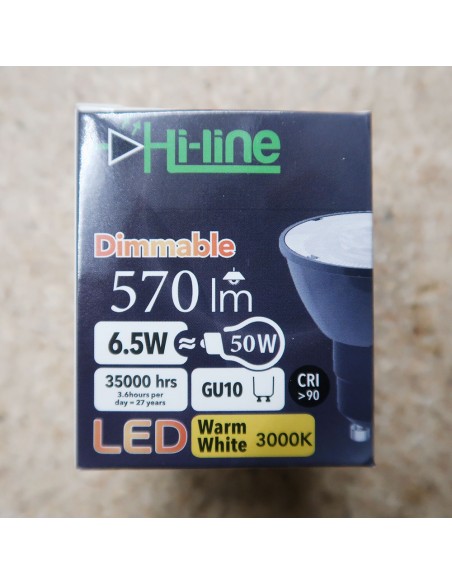 Hi-line
Dimmable
570 lm
6.5W ≈ 50W
35000 hrs
3.6hours per
day = 27 years
GU10
CRI
>90
LED
Warm
White 3000K